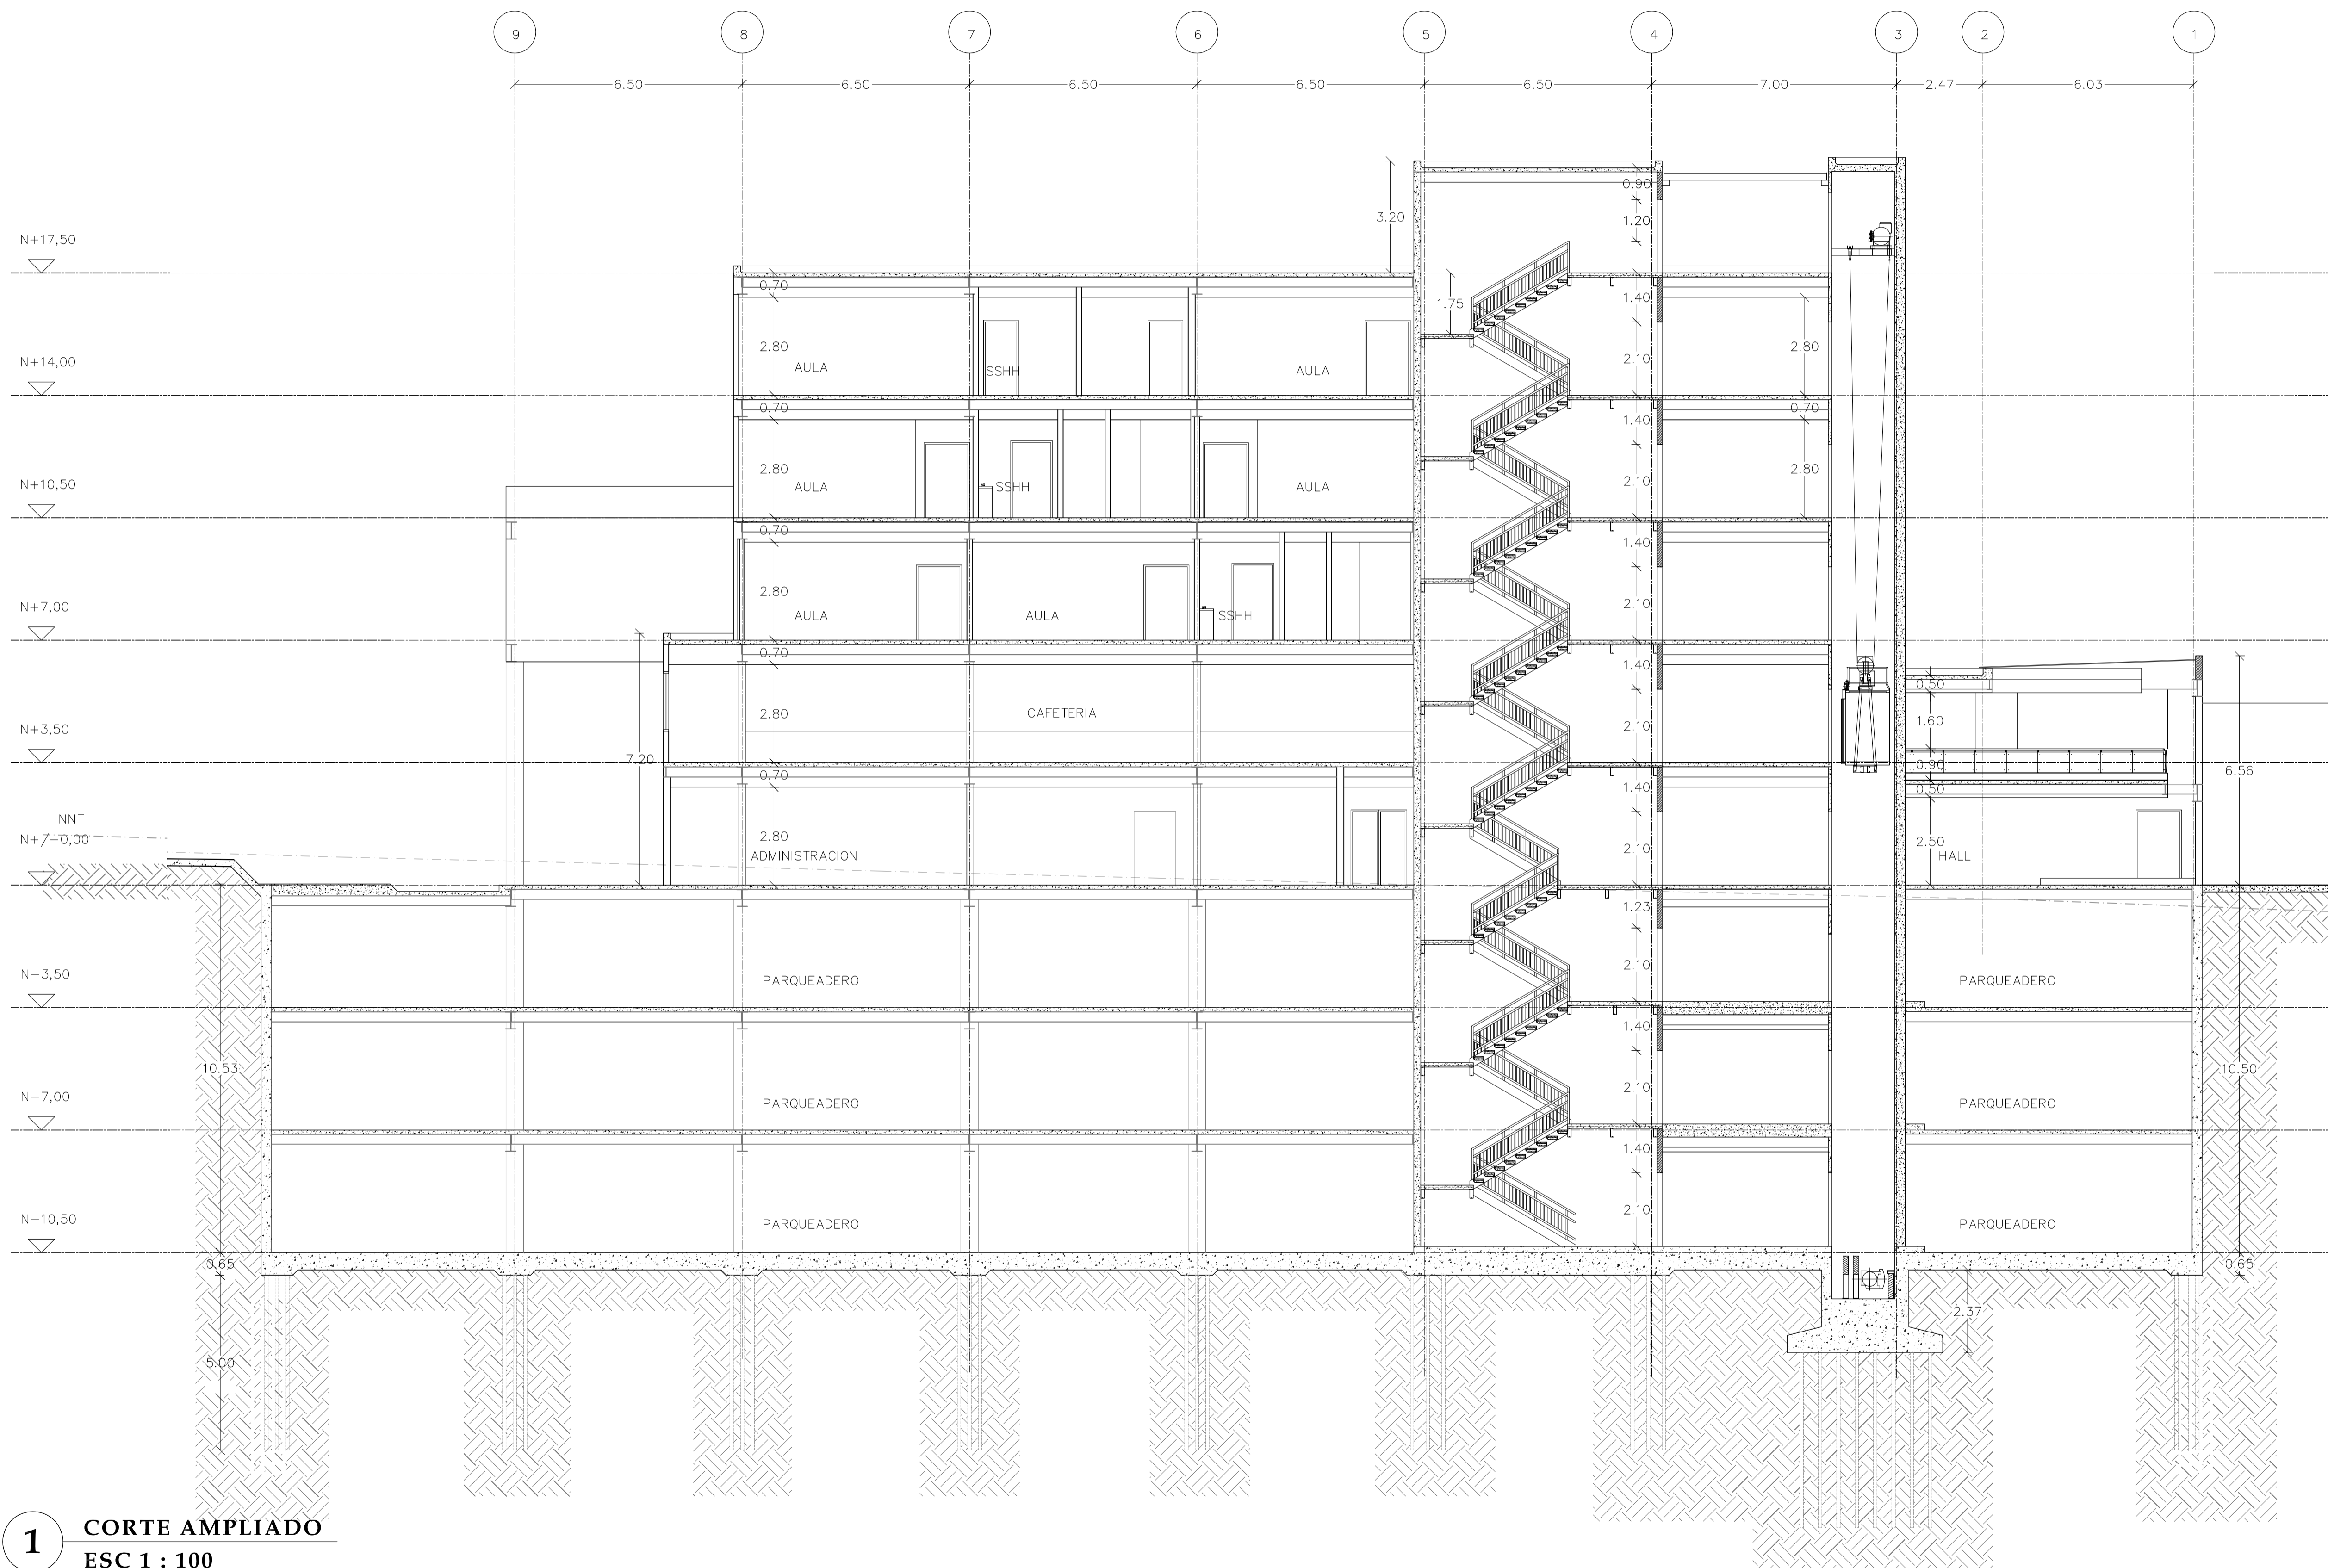 9 8 7 6 5 4 3 2 1
6.50 6.50 6.50 6.50 6.50 7.00 2.47 6.03
0.90
3.20 1.20
N+17,50
0.70 1.40
1.75
2.80 2.10 2.80
N+14,00
AULA SSHH AULA
0.70 1.40 0.70
2.80 2.10 2.80
N+10,50
AULA SSHH AULA
0.70 1.40
2.80 2.10
N+7,00
AULA AULA SSHH
0.70 1.40 0.50
2.80 CAFETERIA 2.10 1.60
N+3,50
7.20 0.90 6.56
0.70 1.40 0.50
NNT
N+/-0,00 2.80 2.10 2.50
ADMINISTRACION HALL
1.23
2.10
N-3,50 PARQUEADERO PARQUEADERO
1.40
10.53 10.50
2.10
N-7,00 PARQUEADERO PARQUEADERO
1.40
2.10
N-10,50 PARQUEADERO PARQUEADERO
0.65 0.65
2.37
5.00
1 CORTE AMPLIADO
ESC 1 : 100